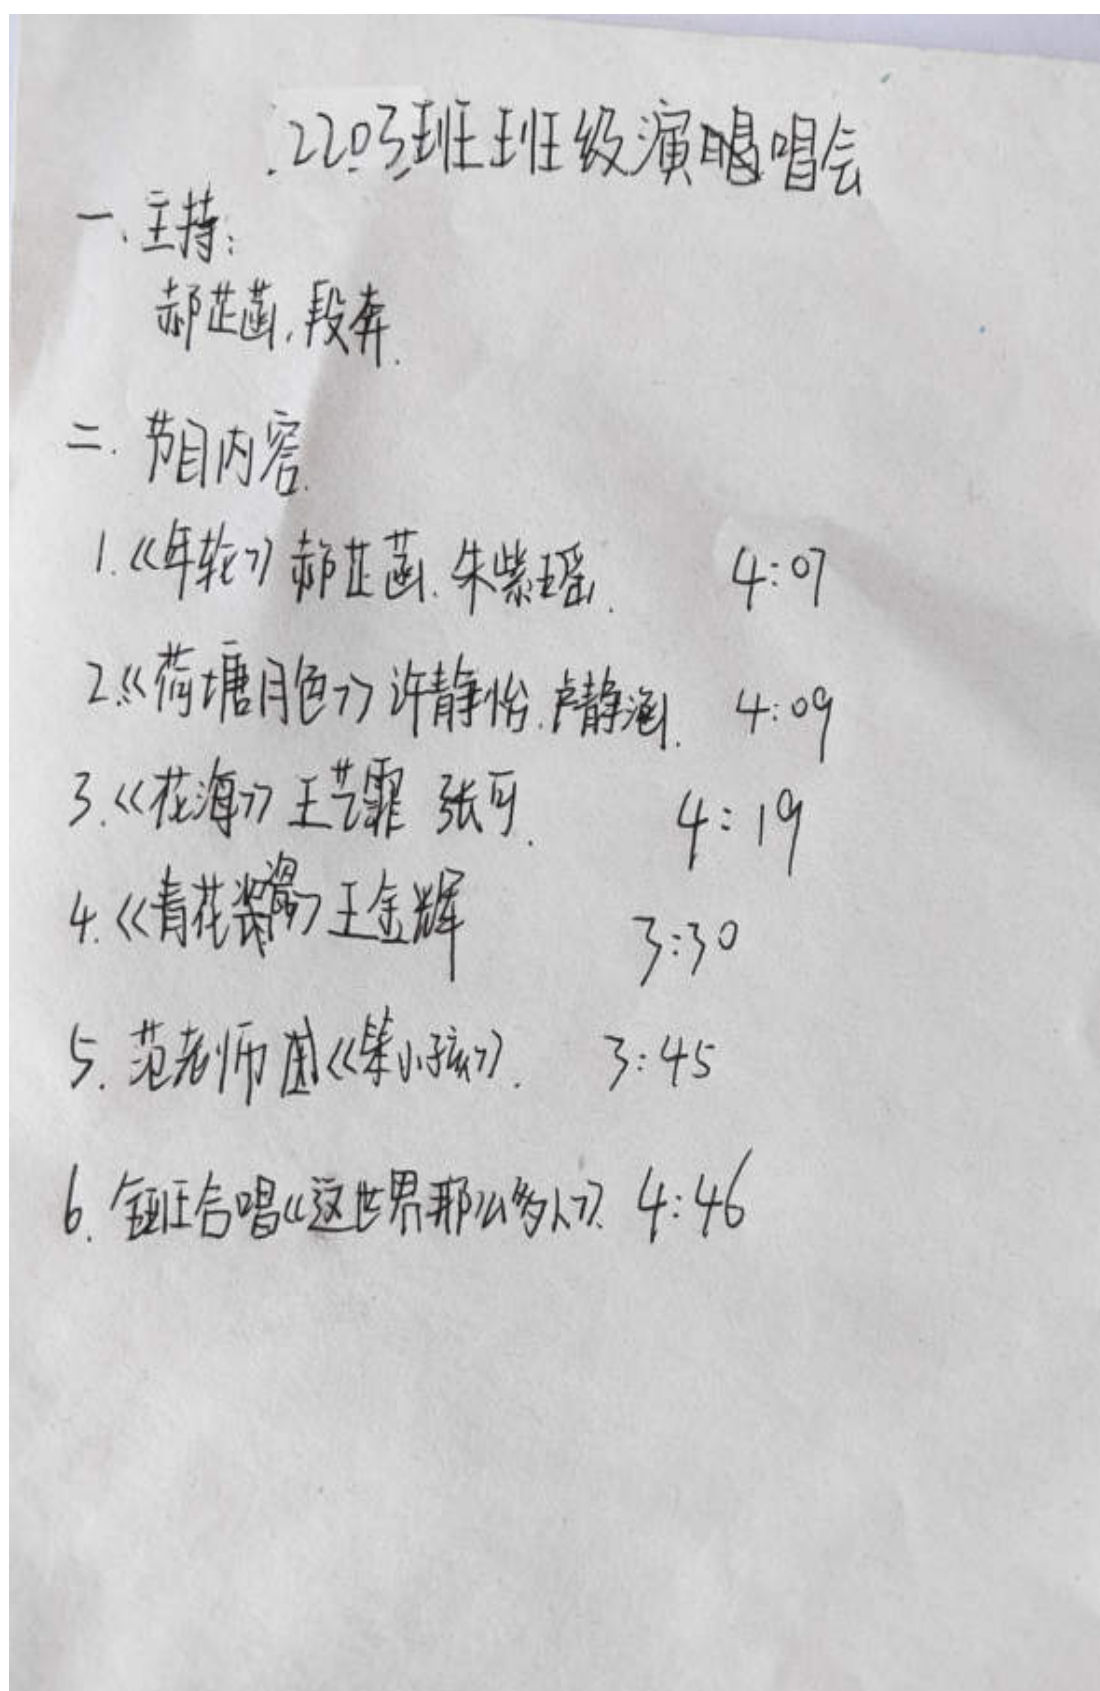 2203班班级演唱会
一、主持：
郝芷菡，段奔.
二. 节目内容.
1.《年轮》郝芷菡.朱紫瑶. 4:07
2.《荷塘月色》许静怡.卢静涵. 4:09
3.《花海》王艺霏 张可. 4:19
4.《青花瓷》王金辉 3:30
5. 范老师《笨小孩》. 3:45
6. 全班合唱《这世界那么多人》. 4:46